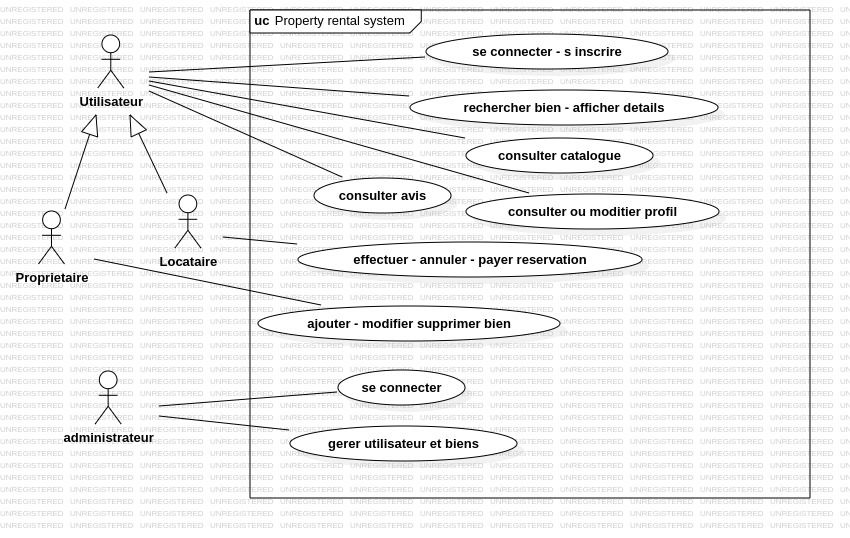 uc Property rental system
se connecter - s inscrire
Utilisateur
rechercher bien - afficher details
consulter catalogue
consulter avis
consulter ou moditier profil
Locataire
effectuer - annuler - payer reservation
Proprietaire
ajouter - modifier supprimer bien
se connecter
administrateur
gerer utilisateur et biens
UNREGISTERED